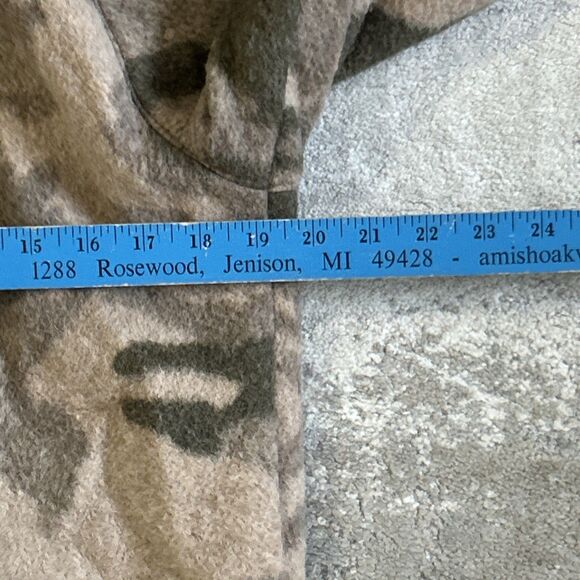 15 16 17 18 19 20 21 22 23 24
1288 Rosewood, Jenison, MI 49428 - amishoak